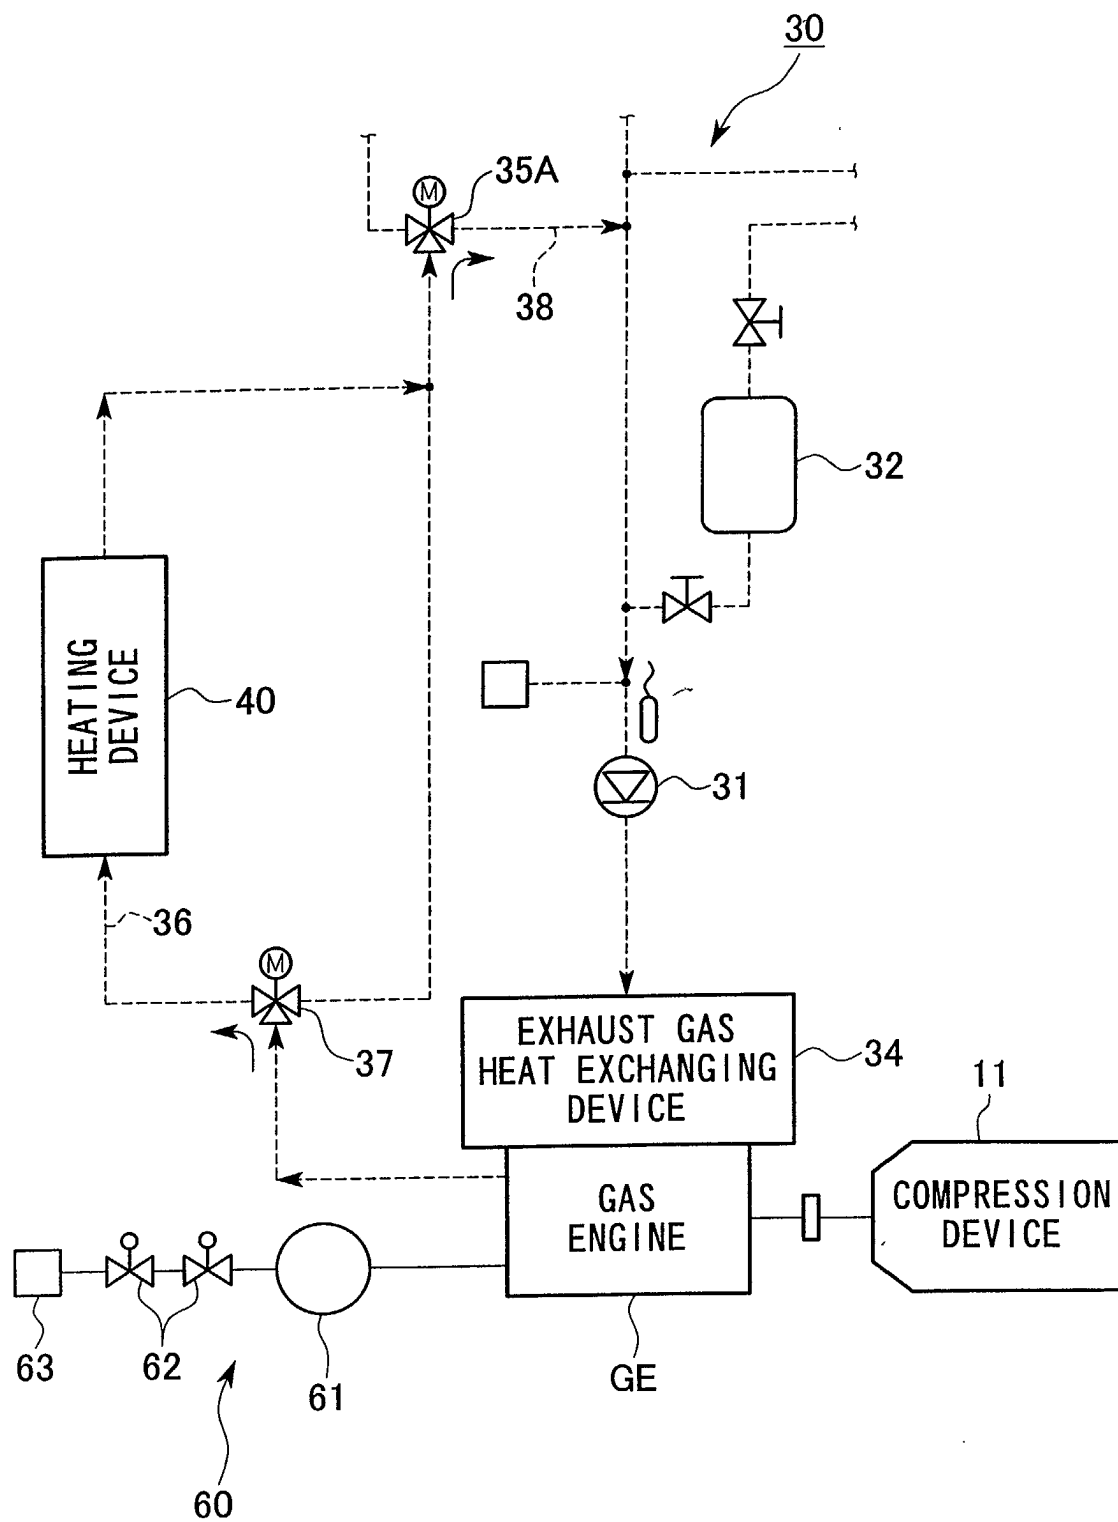 30
35A
M
38
32
HEATING
DEVICE
40
31
36
M
37
EXHAUST GAS
HEAT EXCHANGING
DEVICE
34
11
GAS
ENGINE
COMPRESSION
DEVICE
63
62
61
GE
60